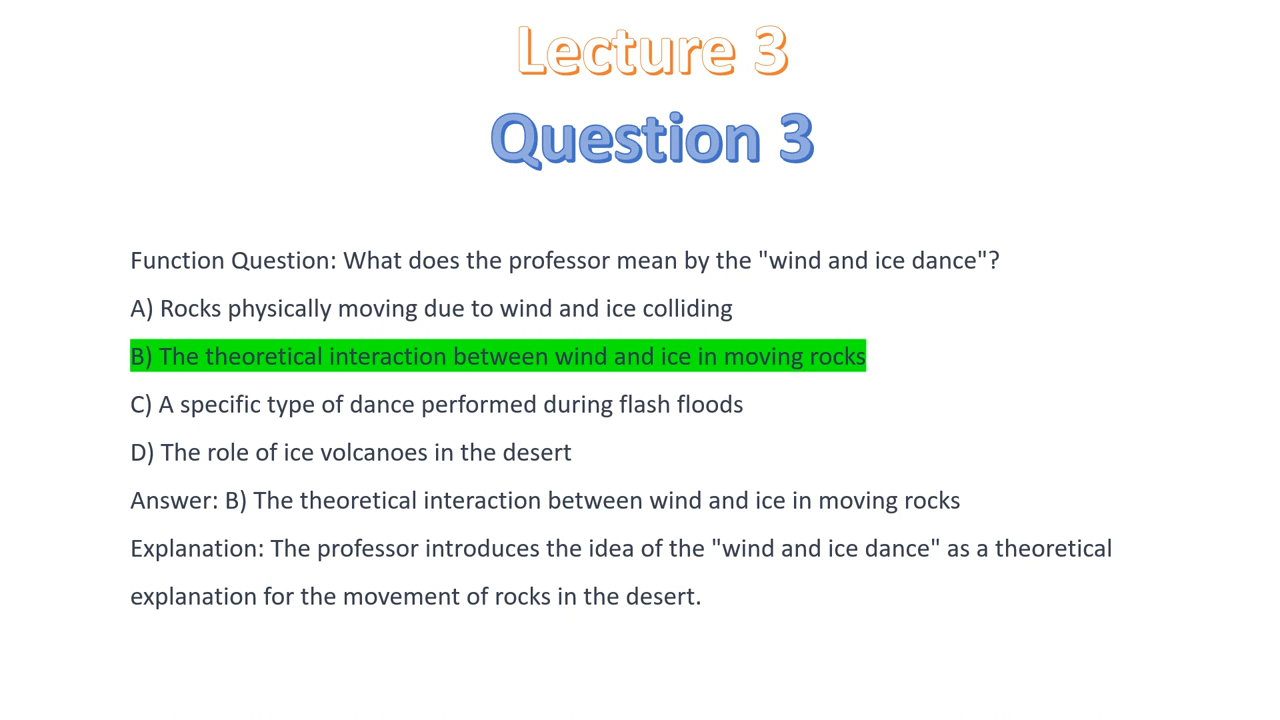 Lecture 3
Question 3
Function Question: What does the professor mean by the "wind and ice dance"?
A) Rocks physically moving due to wind and ice colliding
B) The theoretical interaction between wind and ice in moving rocks
C) A specific type of dance performed during flash floods
D) The role of ice volcanoes in the desert
Answer: B) The theoretical interaction between wind and ice in moving rocks
Explanation: The professor introduces the idea of the "wind and ice dance" as a theoretical
explanation for the movement of rocks in the desert.